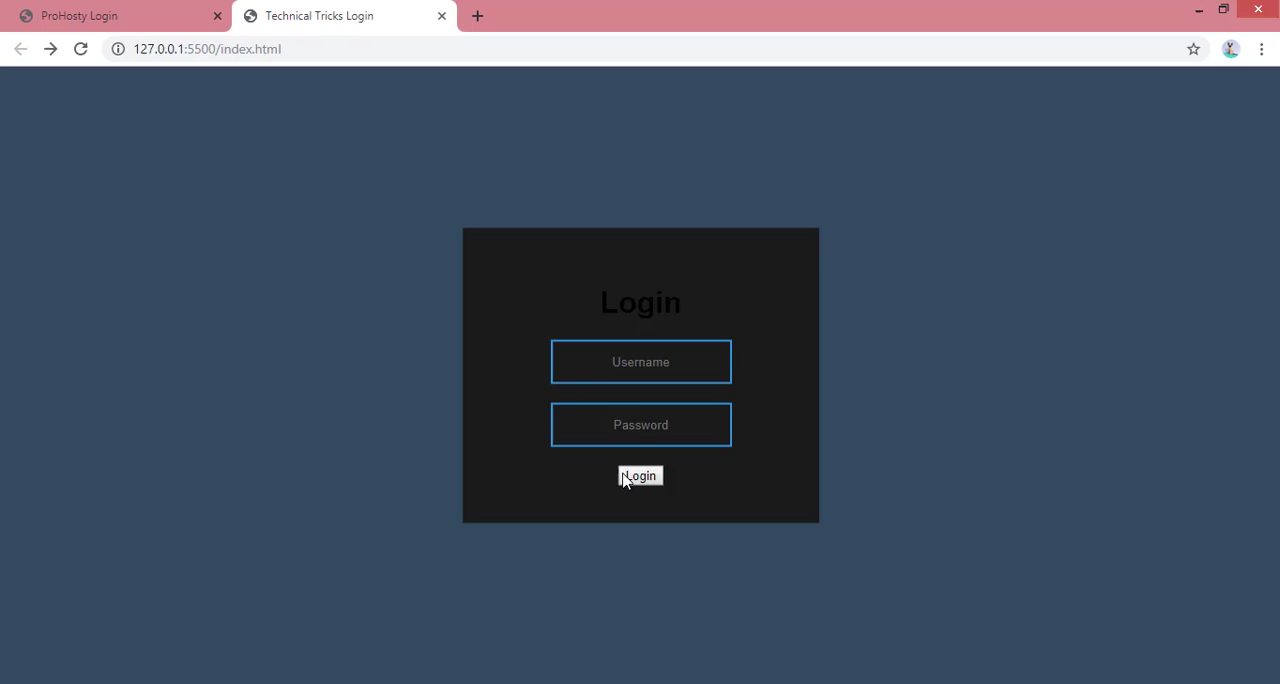 ProHosty Login
Technical Tricks Login
127.0.0.1:5500/index.html
Login
Username
Password
Login